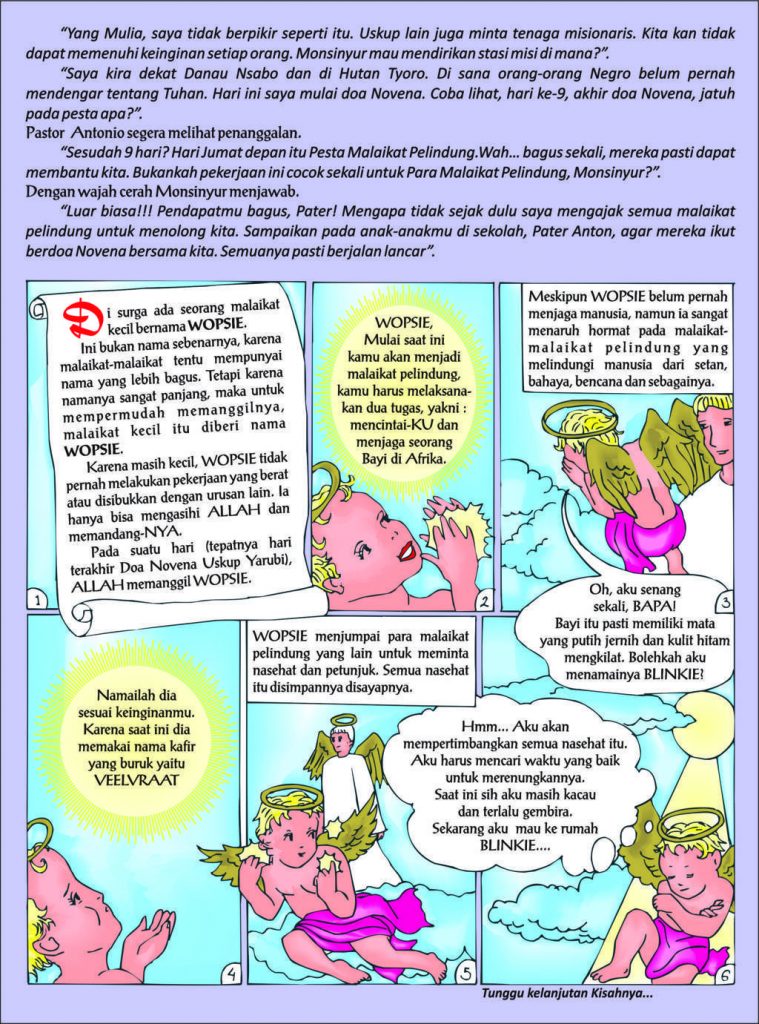 “Yang Mulia, saya tidak berpikir seperti itu. Uskup lain juga minta tenaga misionaris. Kita kan tidak
dapat memenuhi keinginan setiap orang. Monsinyur mau mendirikan stasi misi di mana?”.
“Saya kira dekat Danau Nsabo dan di Hutan Tyoro. Di sana orang-orang Negro belum pernah
mendengar tentang Tuhan. Hari ini saya mulai doa Novena. Coba lihat, hari ke-9, akhir doa Novena, jatuh
pada pesta apa?”.
Pastor Antonio segera melihat penanggalan.
“Sesudah 9 hari? Hari Jumat depan itu Pesta Malaikat Pelindung.Wah... bagus sekali, mereka pasti dapat
membantu kita. Bukankah pekerjaan ini cocok sekali untuk Para Malaikat Pelindung, Monsinyur?”.
Dengan wajah cerah Monsinyur menjawab.
“Luar biasa!!! Pendapatmu bagus, Pater! Mengapa tidak sejak dulu saya mengajak semua malaikat
pelindung untuk menolong kita. Sampaikan pada anak-anakmu di sekolah, Pater Anton, agar mereka ikut
berdoa Novena bersama kita. Semuanya pasti berjalan lancar”.
Di surga ada seorang malaikat
kecil bernama WOPSIE.
Ini bukan nama sebenarnya, karena
malaikat-malaikat tentu mempunyai
nama yang lebih bagus. Tetapi karena
namanya sangat panjang, maka untuk
mempermudah memanggilnya,
malaikat kecil itu diberi nama
WOPSIE.
Karena masih kecil, WOPSIE tidak
pernah melakukan pekerjaan yang berat
atau disibukkan dengan urusan lain. Ia
hanya bisa mengasihi ALLAH dan
memandang-NYA.
Pada suatu hari (tepatnya hari
terakhir Doa Novena Uskup Yarubi),
ALLAH memanggil WOPSIE.
1
WOPSIE,
Mulai saat ini
kamu akan menjadi
malaikat pelindung,
kamu harus melaksana-
kan dua tugas, yakni :
mencintai-KU dan
menjaga seorang
Bayi di Afrika.
2
Meskipun WOPSIE belum pernah
menjaga manusia, namun ia sangat
menaruh hormat pada malaikat-
malaikat pelindung yang
melindungi manusia dari setan,
bahaya, bencana dan sebagainya.
Oh, aku senang
sekali, BAPA!
Bayi itu pasti memiliki mata
yang putih jernih dan kulit hitam
mengkilat. Bolehkah aku
menamainya BLINKIE?
3
Namailah dia
sesuai keinginanmu.
Karena saat ini dia
memakai nama kafir
yang buruk yaitu
VEELVRAAT
4
WOPSIE menjumpai para malaikat
pelindung yang lain untuk meminta
nasehat dan petunjuk. Semua nasehat
itu disimpannya disayapnya.
5
Hmm... Aku akan
mempertimbangkan semua nasehat itu.
Aku harus mencari waktu yang baik
untuk merenungkannya.
Saat ini sih aku masih kacau
dan terlalu gembira.
Sekarang aku mau ke rumah
BLINKIE....
6
Tunggu kelanjutan Kisahnya...